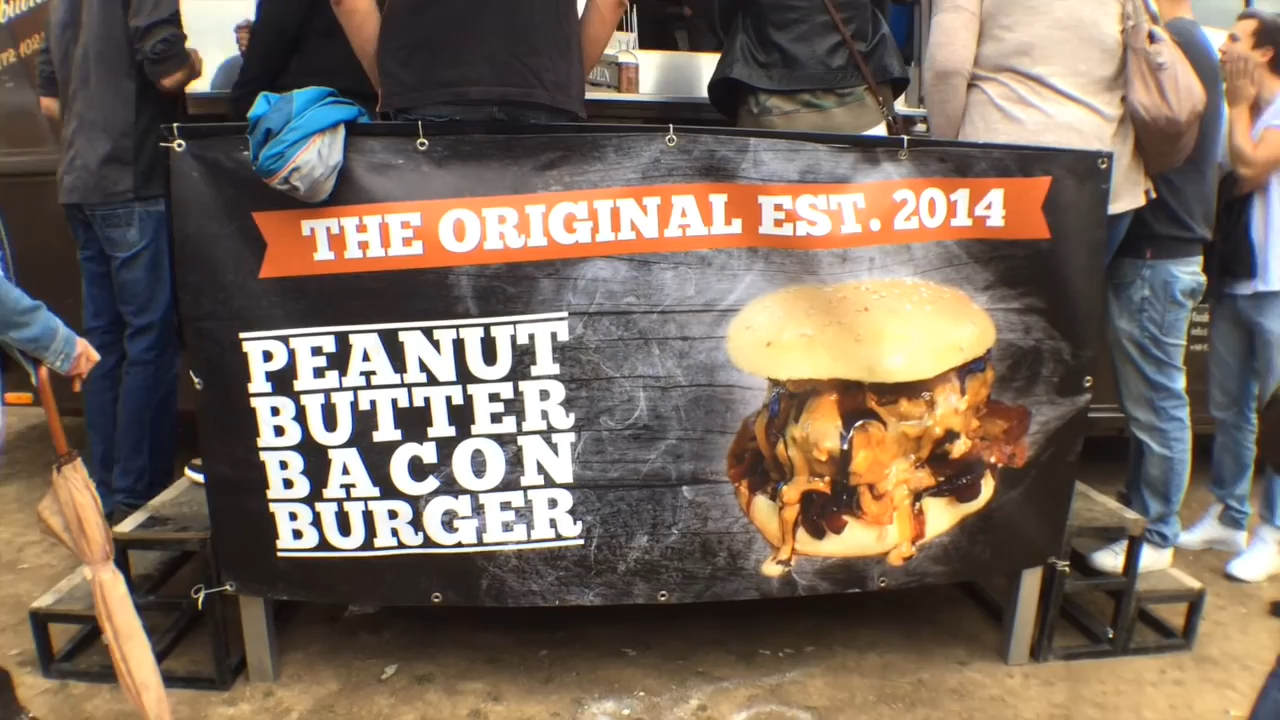 THE ORIGINAL EST. 2014
PEANUT
BUTTER
BACON
BURGER